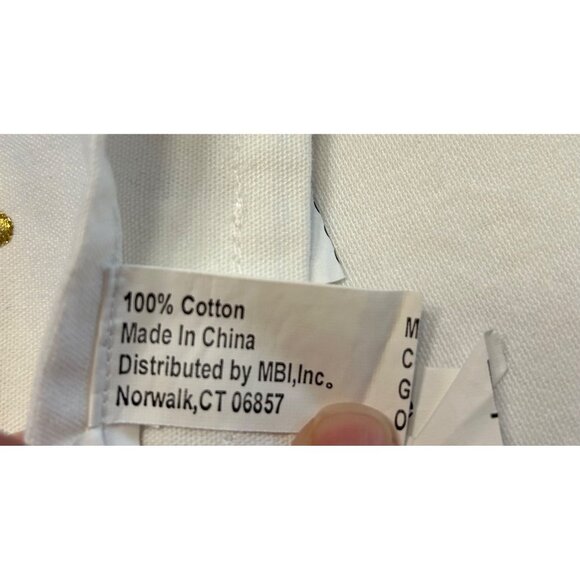 100% Cotton
Made In China
Distributed by MBI,Inc。
Norwalk,CT 06857
M
C
G
O